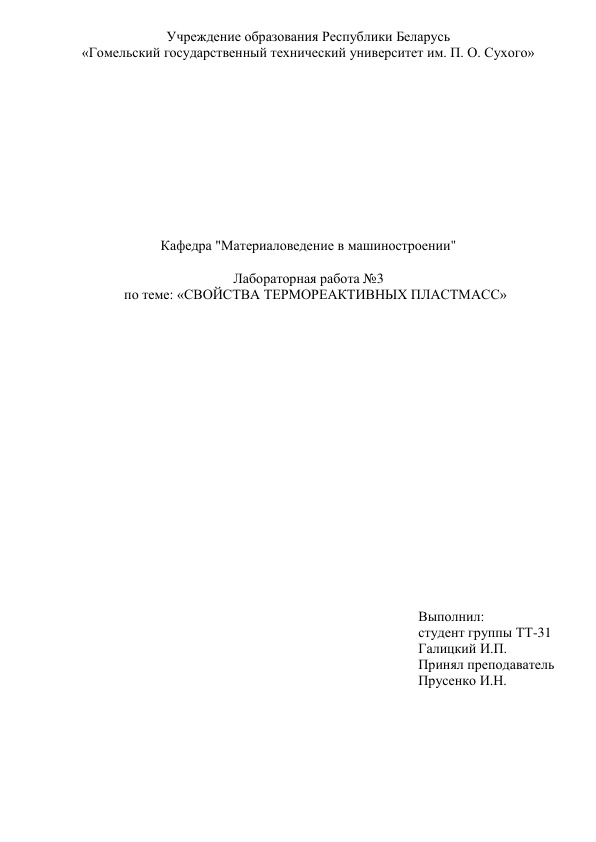 Учреждение образования Республики Беларусь
«Гомельский государственный технический университет им. П. О. Сухого»
Кафедра "Материаловедение в машиностроении"
Лабораторная работа №3
по теме: «СВОЙСТВА ТЕРМОРЕАКТИВНЫХ ПЛАСТМАСС»
Выполнил:
студент группы ТТ-31
Галицкий И.П.
Принял преподаватель
Прусенко И.Н.